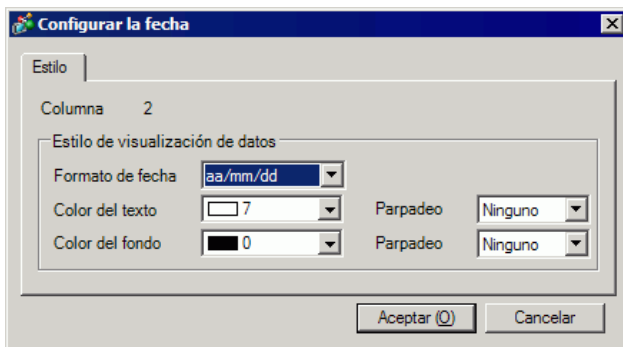 Configurar la fecha
Estilo
Columna 2
Estilo de visualización de datos
Formato de fecha aa/mm/dd
Color del texto 7 Parpadeo Ninguno
Color del fondo 0 Parpadeo Ninguno
Aceptar (O) Cancelar